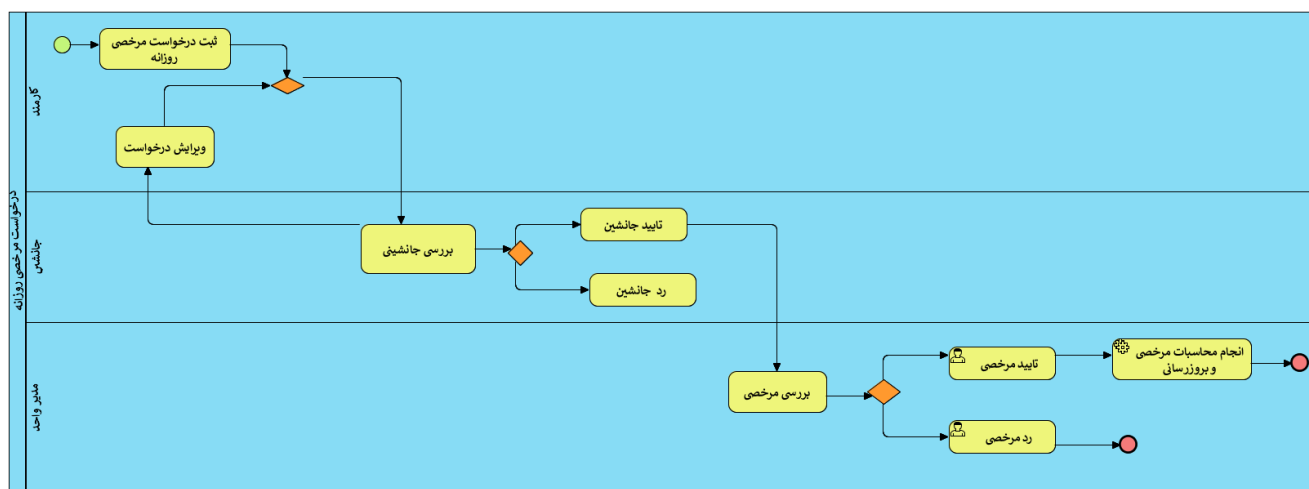 درخواست مرخصی روزانه
کارمند
ثبت درخواست مرخصی
روزانه
ویرایش درخواست
جانشین
بررسی جانشینی
تایید جانشین
رد جانشین
مدیر واحد
بررسی مرخصی
تایید مرخصی
انجام محاسبات مرخصی
و بروزرسانی
رد مرخصی